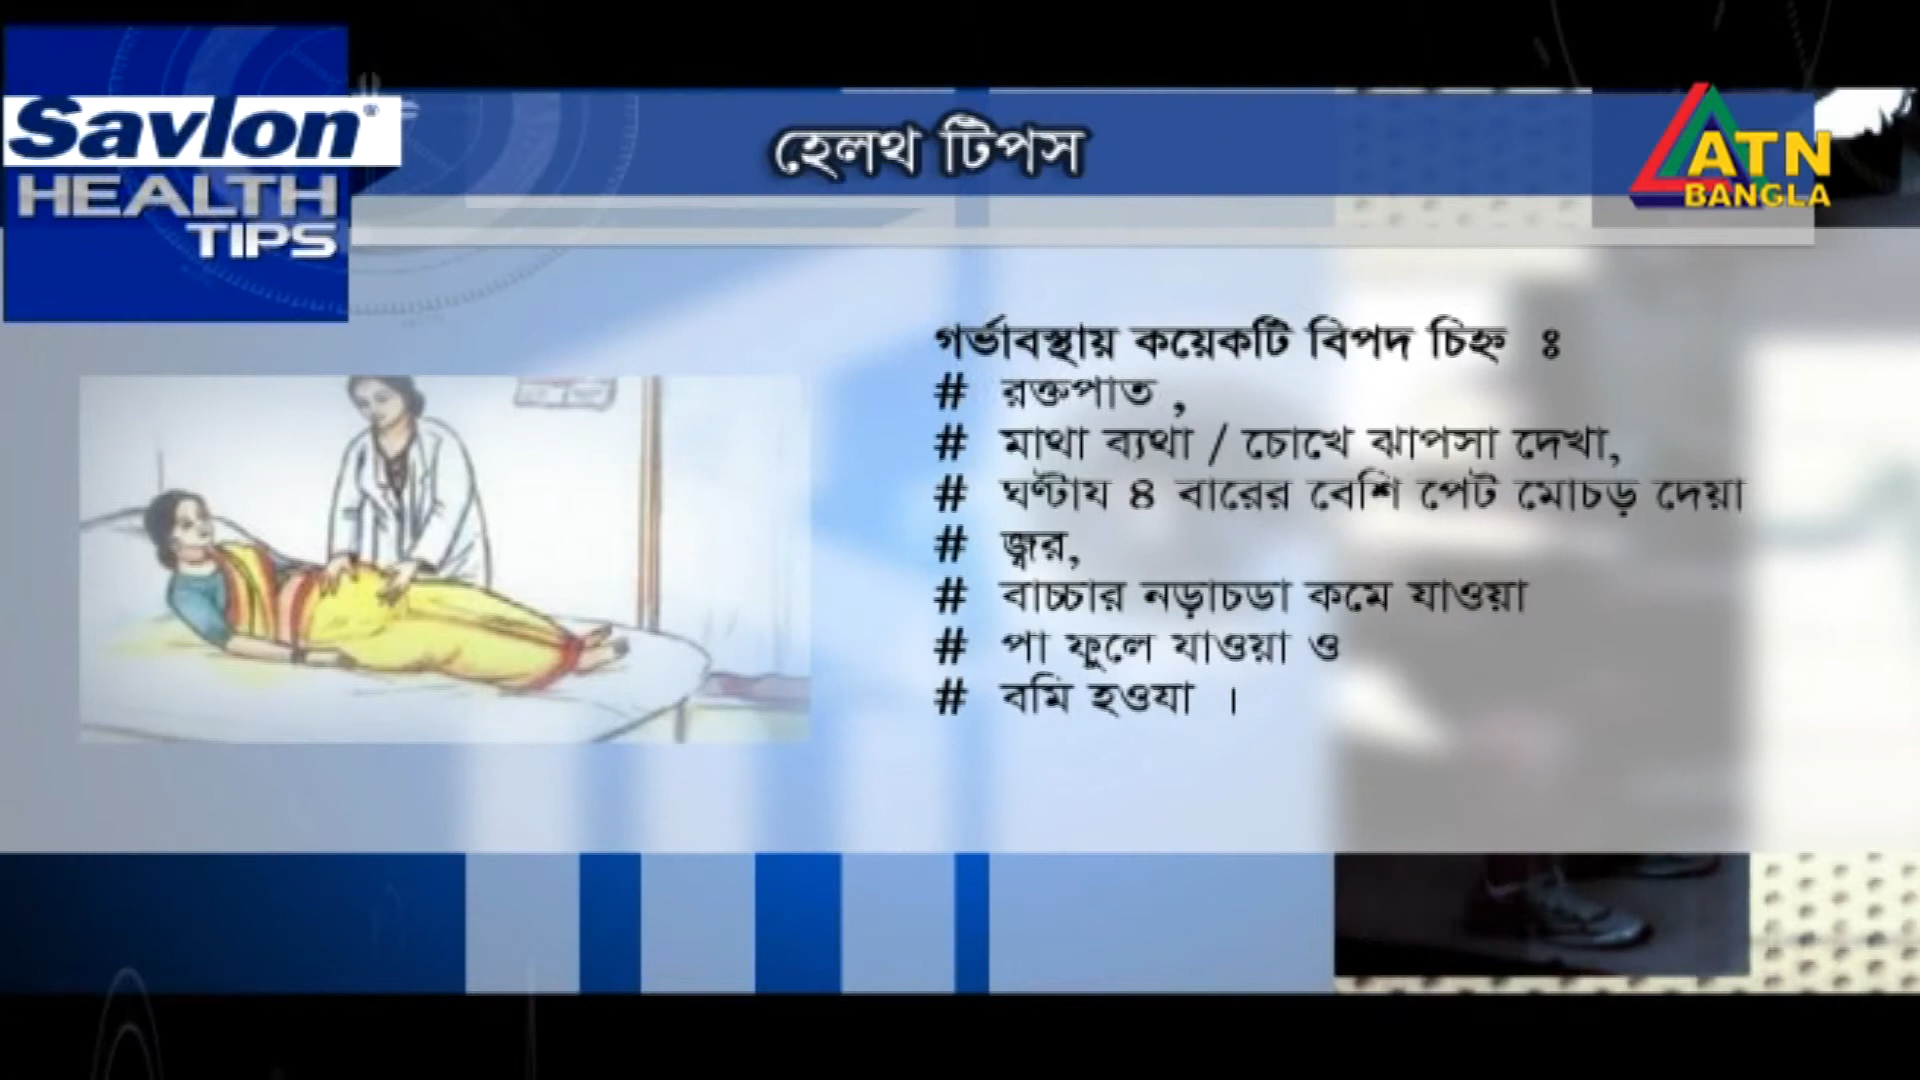 Savlon®
HEALTH
TIPS
হেলথ টিপস
ATN
BANGLA
গর্ভাবস্থায় কয়েকটি বিপদ চিহ্ন ঃ
# রক্তপাত ,
# মাথা ব্যথা / চোখে ঝাপসা দেখা,
# ঘণ্টায ৪ বারের বেশি পেট মোচড় দেয়া
# জ্বর,
# বাচ্চার নড়াচডা কমে যাওয়া
# পা ফুলে যাওয়া ও
# বমি হওযা ।